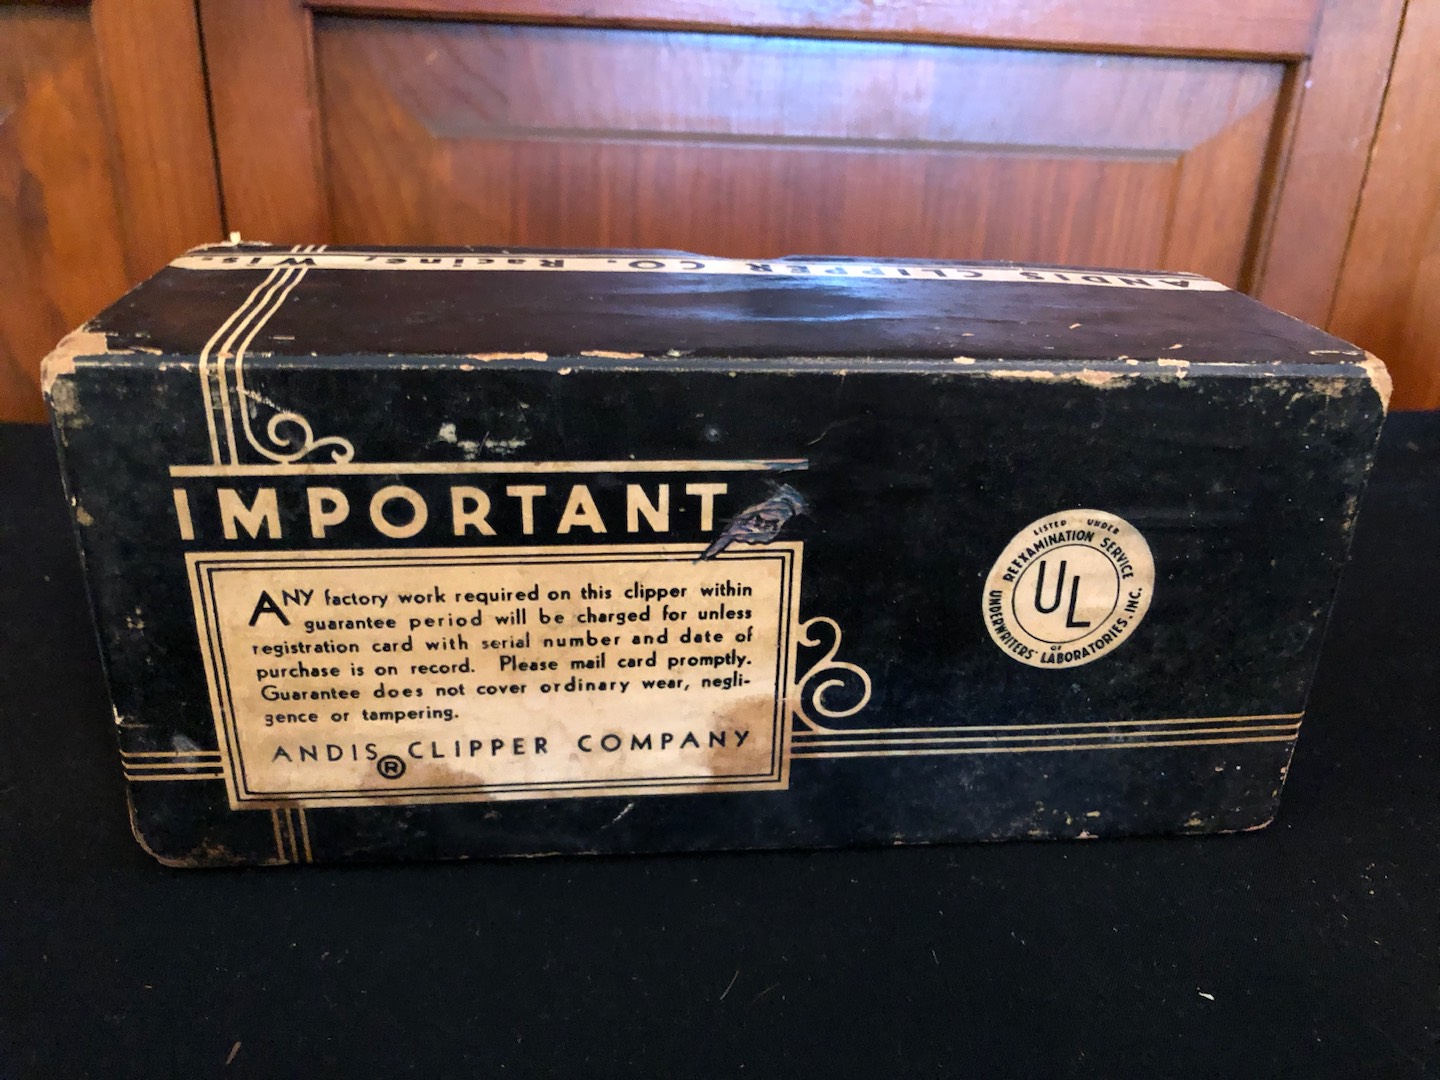 ANDIS CLIPPER CO. Racine, Wis.
IMPORTANT
ANY factory work required on this clipper within
guarantee period will be charged for unless
registration card with serial number and date of
purchase is on record. Please mail card promptly.
Guarantee does not cover ordinary wear, negli-
gence or tampering.
ANDIS® CLIPPER COMPANY
LISTED UNDER
REEXAMINATION SERVICE
UL
OF
UNDERWRITERS' LABORATORIES, INC.